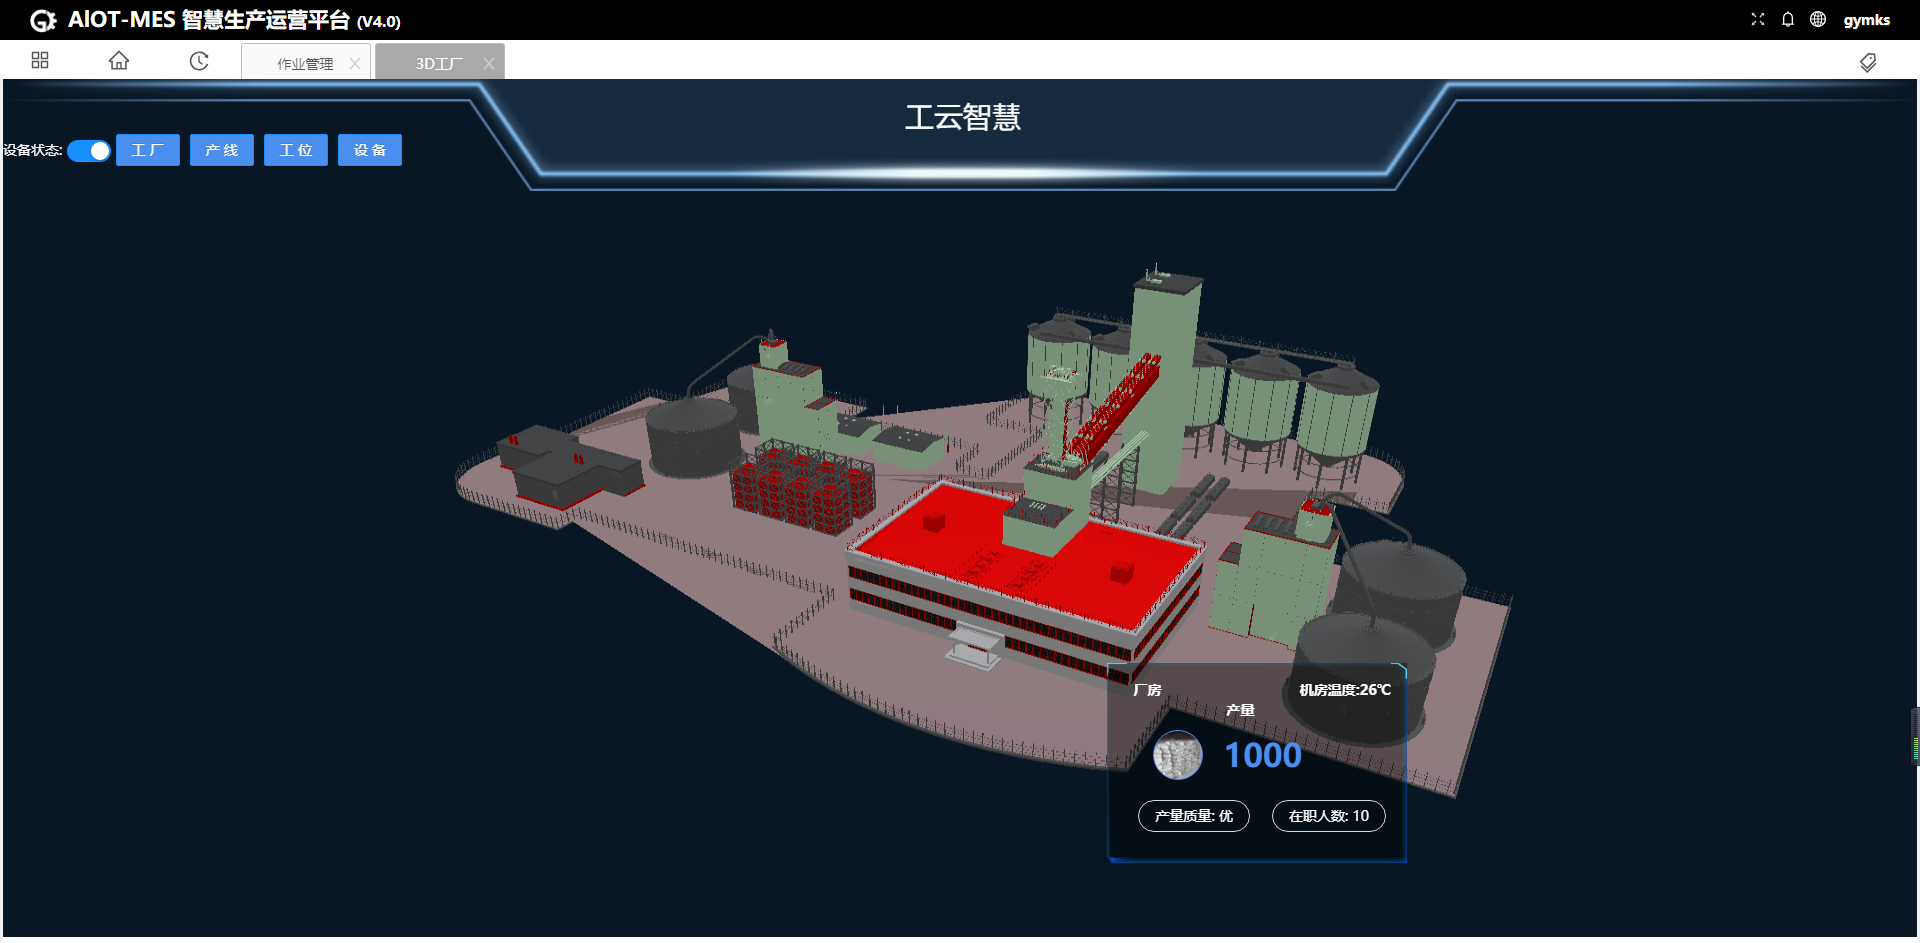 AIOT-MES 智慧生产运营平台 (V4.0)
gymks
作业管理
3D工厂
工云智慧
设备状态:
工厂
产线
工位
设备
厂房
机房温度:26℃
产量
1000
产量质量: 优
在职人数: 10